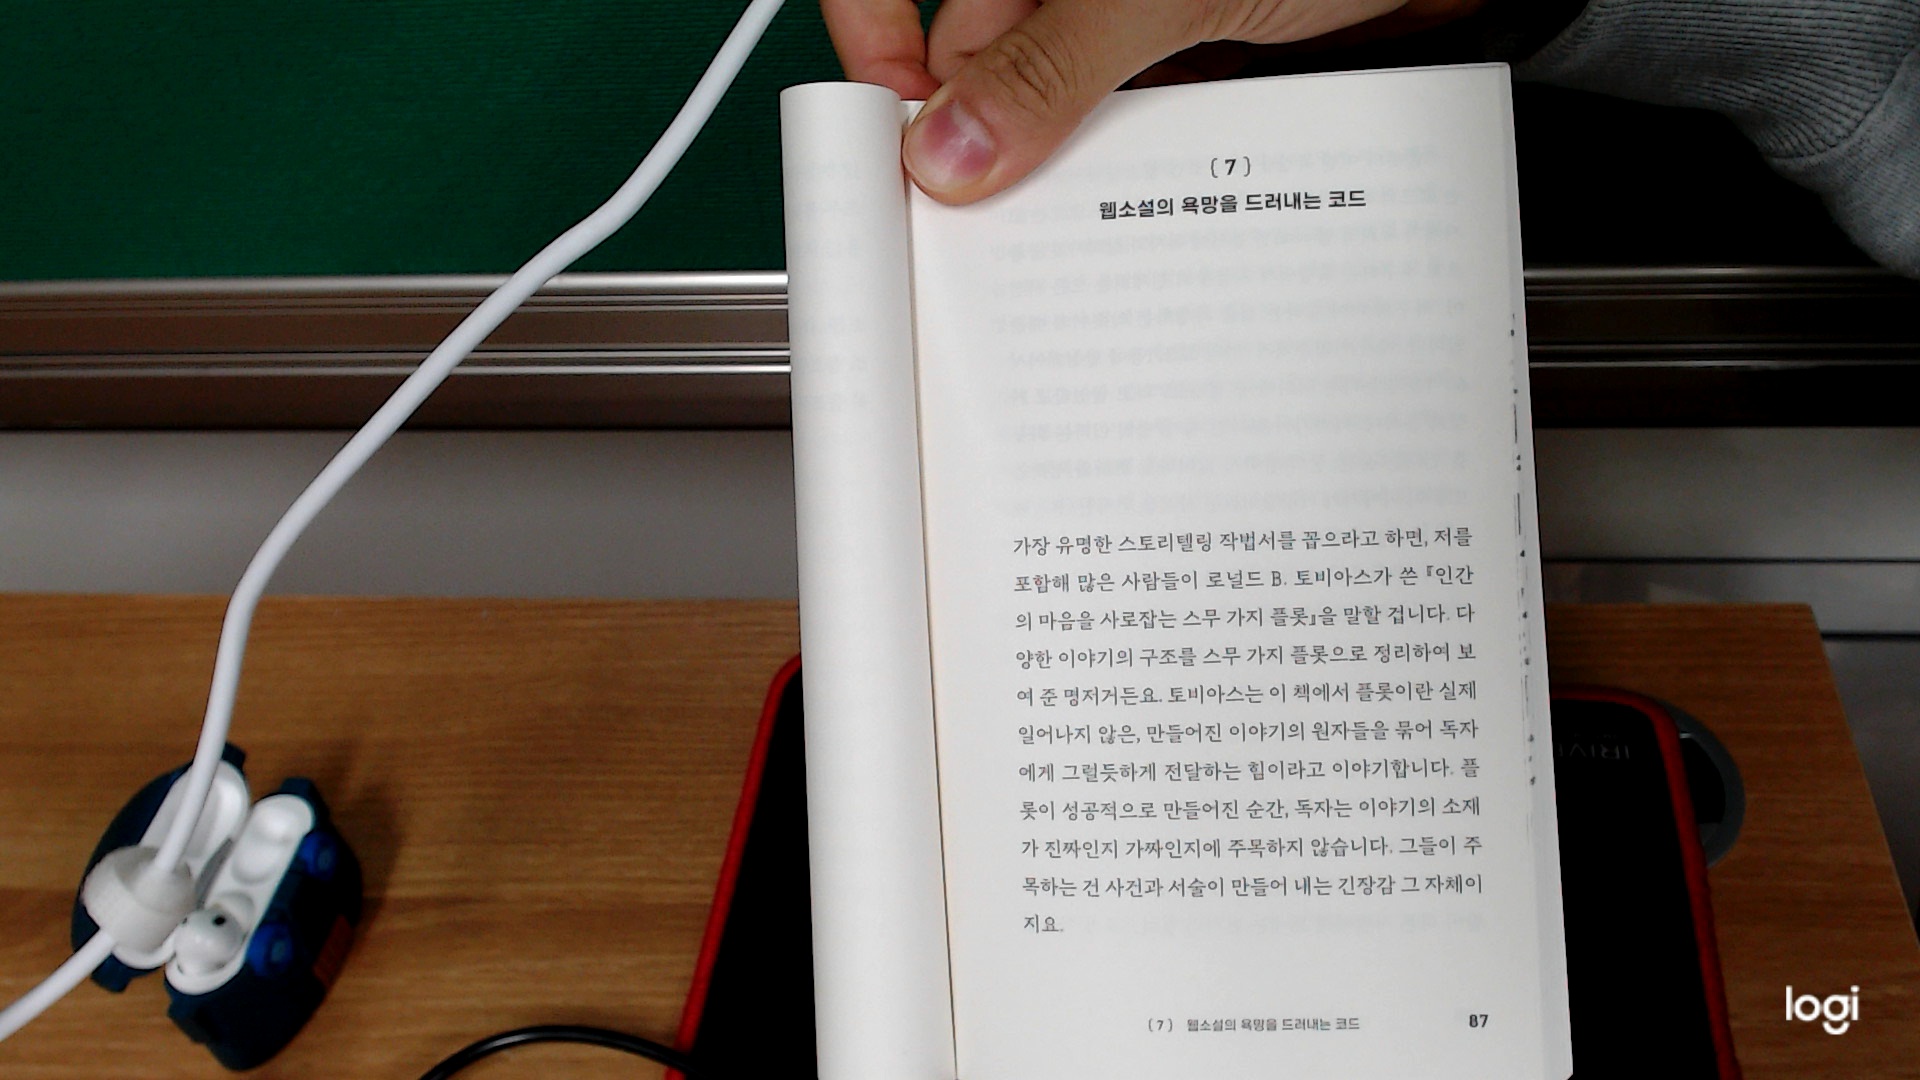 {7}
웹소설의 욕망을 드러내는 코드
가장 유명한 스토리텔링 작법서를 꼽으라고 하면, 저를
포함해 많은 사람들이 로널드 B. 토비아스가 쓴 『인간
의 마음을 사로잡는 스무 가지 플롯』을 말할 겁니다. 다
양한 이야기의 구조를 스무 가지 플롯으로 정리하여 보
여 준 명저거든요. 토비아스는 이 책에서 플롯이란 실제
일어나지 않은, 만들어진 이야기의 원자들을 묶어 독자
에게 그럴듯하게 전달하는 힘이라고 이야기합니다. 플
롯이 성공적으로 만들어진 순간, 독자는 이야기의 소재
가 진짜인지 가짜인지에 주목하지 않습니다. 그들이 주
목하는 건 사건과 서술이 만들어 내는 긴장감 그 자체이
지요.
{7} 웹소설의 욕망을 드러내는 코드 87
logi